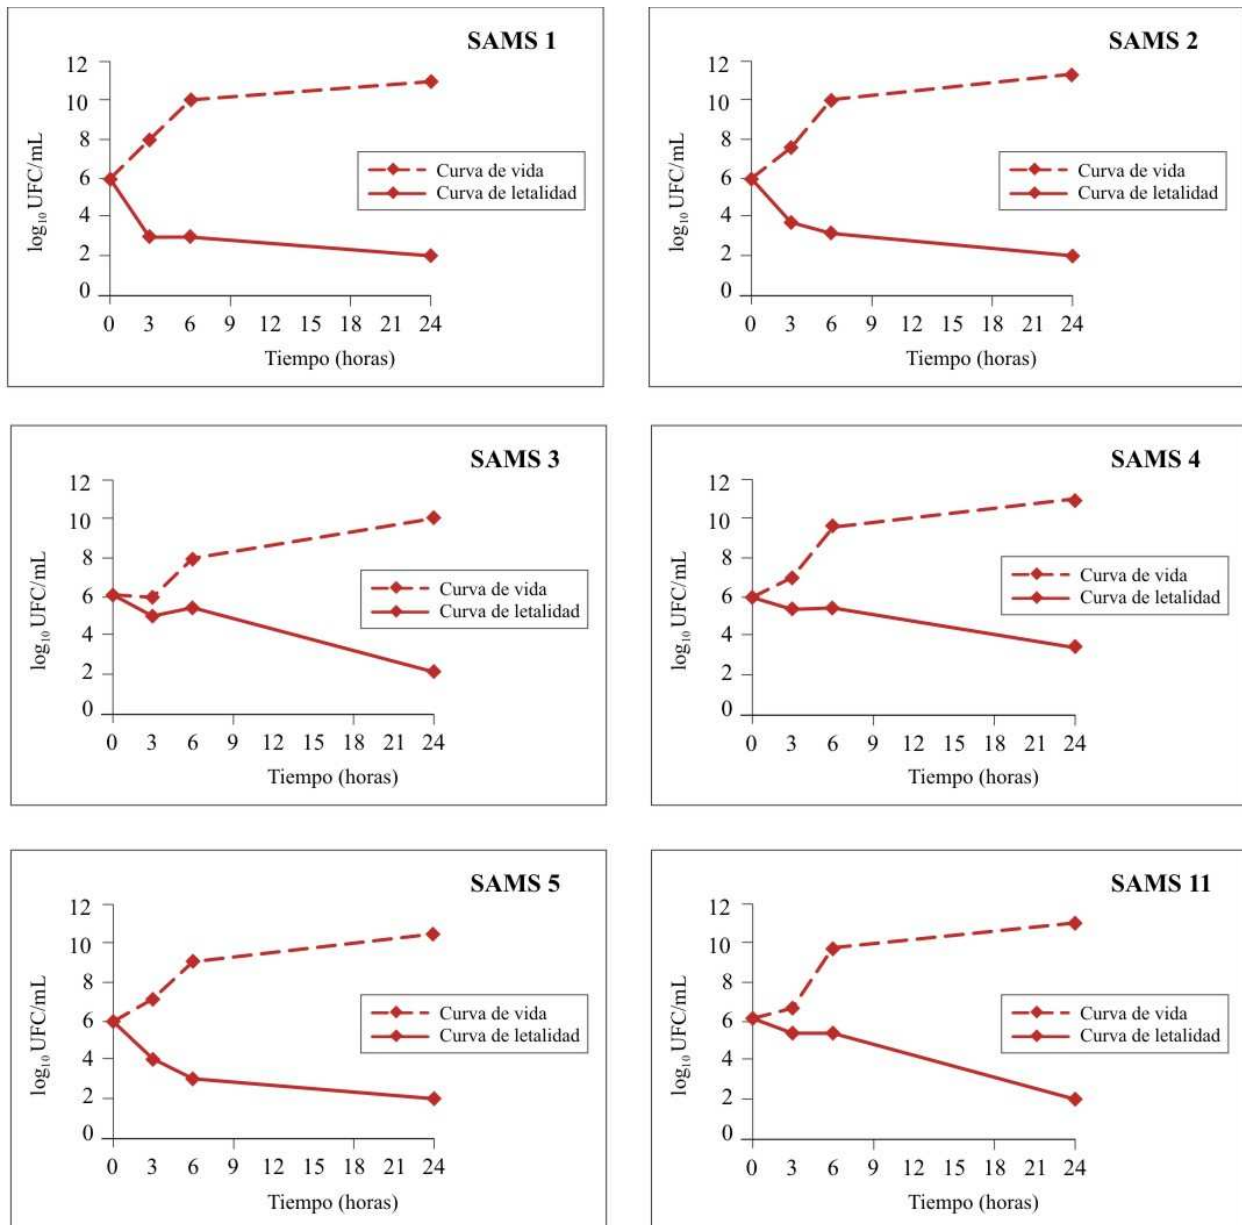 SAMS 1
12
10
8
6
4
2
0
log₁₀ UFC/mL
Curva de vida
Curva de letalidad
0 3 6 9 12 15 18 21 24
Tiempo (horas)
SAMS 2
12
10
8
6
4
2
0
log₁₀ UFC/mL
Curva de vida
Curva de letalidad
0 3 6 9 12 15 18 21 24
Tiempo (horas)
SAMS 3
12
10
8
6
4
2
0
log₁₀ UFC/mL
Curva de vida
Curva de letalidad
0 3 6 9 12 15 18 21 24
Tiempo (horas)
SAMS 4
12
10
8
6
4
2
0
log₁₀ UFC/mL
Curva de vida
Curva de letalidad
0 3 6 9 12 15 18 21 24
Tiempo (horas)
SAMS 5
12
10
8
6
4
2
0
log₁₀ UFC/mL
Curva de vida
Curva de letalidad
0 3 6 9 12 15 18 21 24
Tiempo (horas)
SAMS 11
12
10
8
6
4
2
0
log₁₀ UFC/mL
Curva de vida
Curva de letalidad
0 3 6 9 12 15 18 21 24
Tiempo (horas)